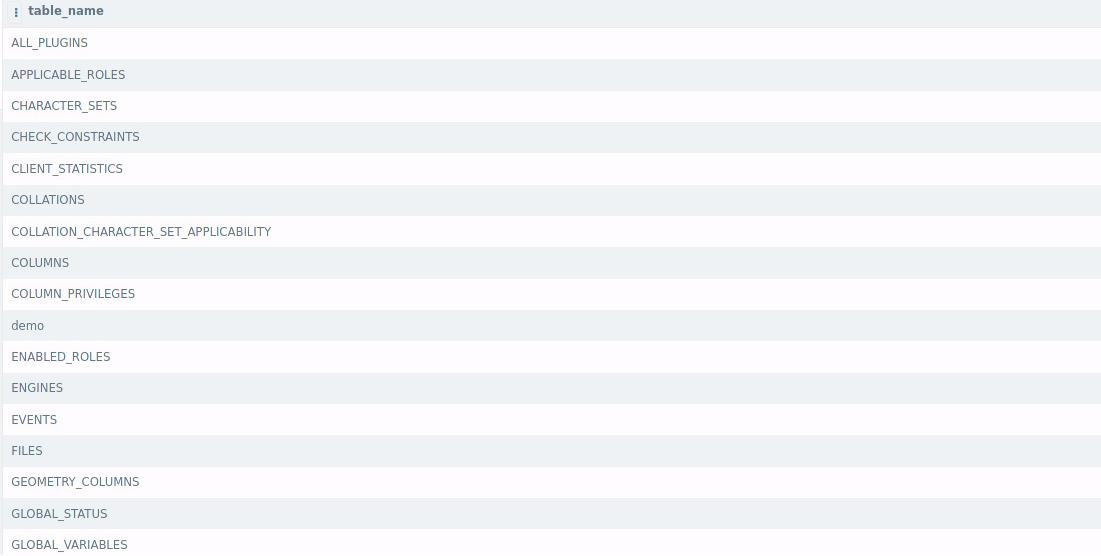 table_name
ALL_PLUGINS
APPLICABLE_ROLES
CHARACTER_SETS
CHECK_CONSTRAINTS
CLIENT_STATISTICS
COLLATIONS
COLLATION_CHARACTER_SET_APPLICABILITY
COLUMNS
COLUMN_PRIVILEGES
demo
ENABLED_ROLES
ENGINES
EVENTS
FILES
GEOMETRY_COLUMNS
GLOBAL_STATUS
GLOBAL_VARIABLES